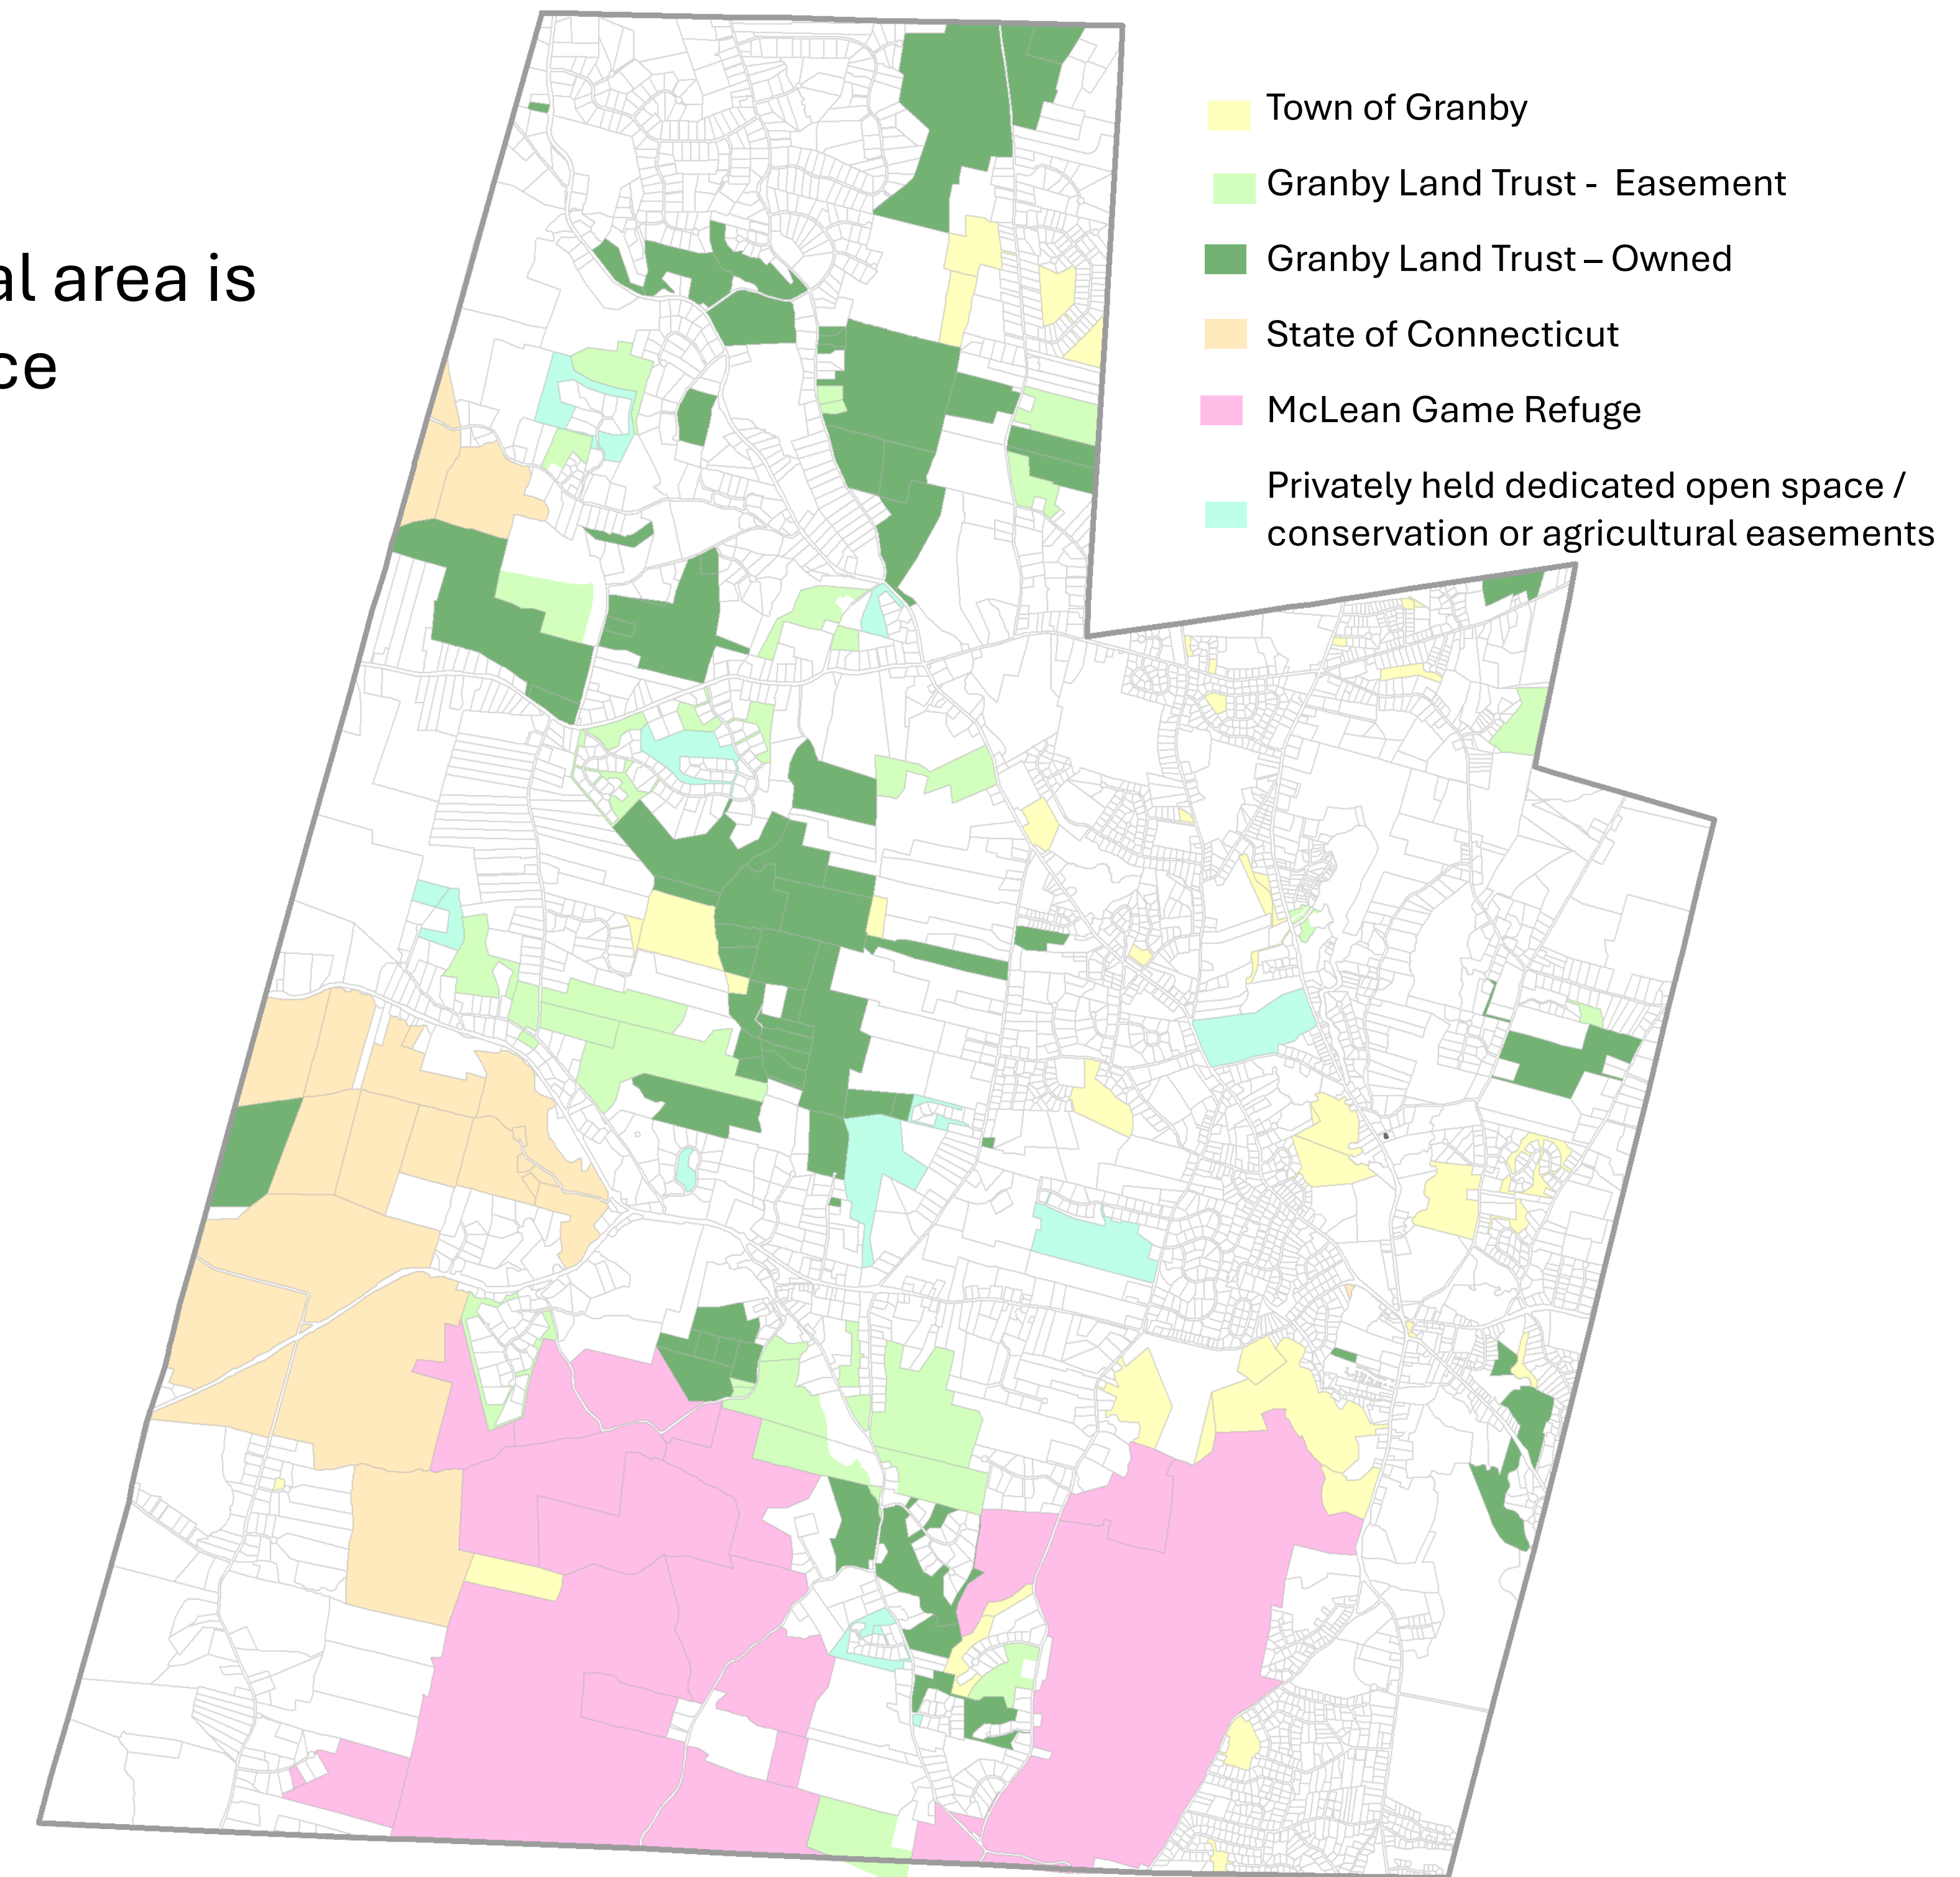 al area is
ce
Town of Granby
Granby Land Trust - Easement
Granby Land Trust – Owned
State of Connecticut
McLean Game Refuge
Privately held dedicated open space /
conservation or agricultural easements